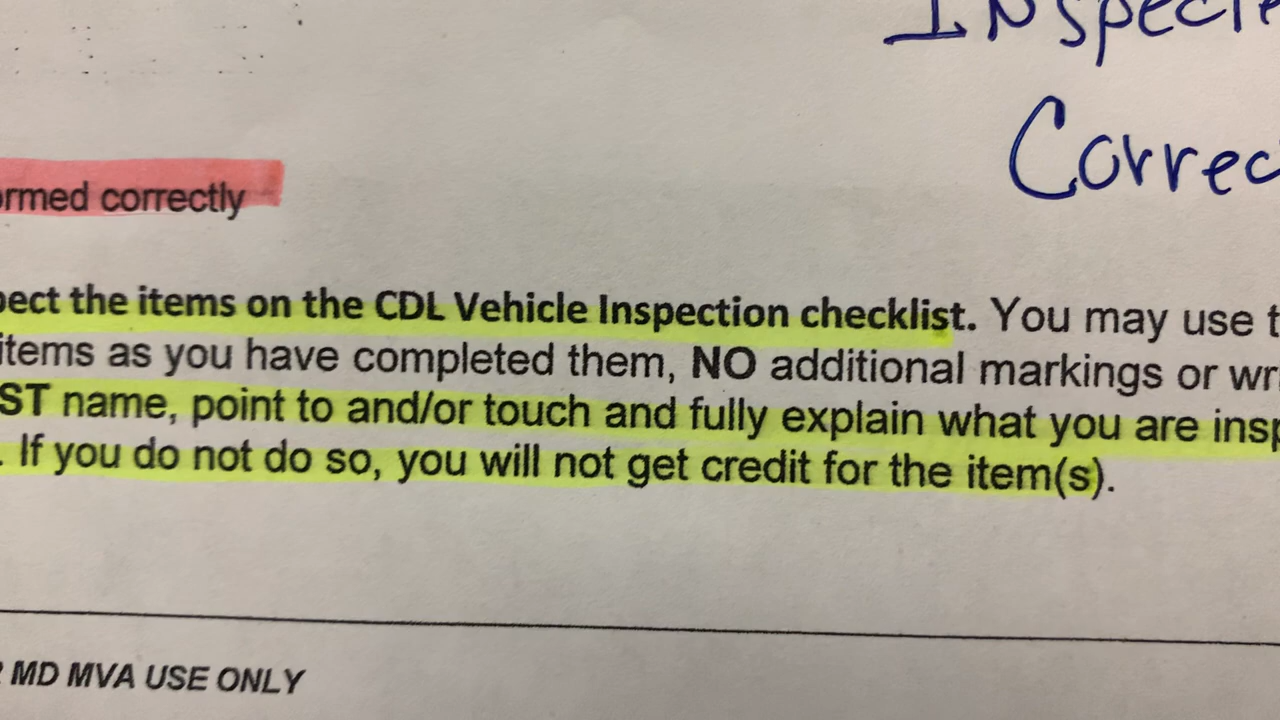 Inspecte
Correc
ormed correctly
pect the items on the CDL Vehicle Inspection checklist. You may use t
items as you have completed them, NO additional markings or wr
ST name, point to and/or touch and fully explain what you are insp
. If you do not do so, you will not get credit for the item(s).
MD MVA USE ONLY